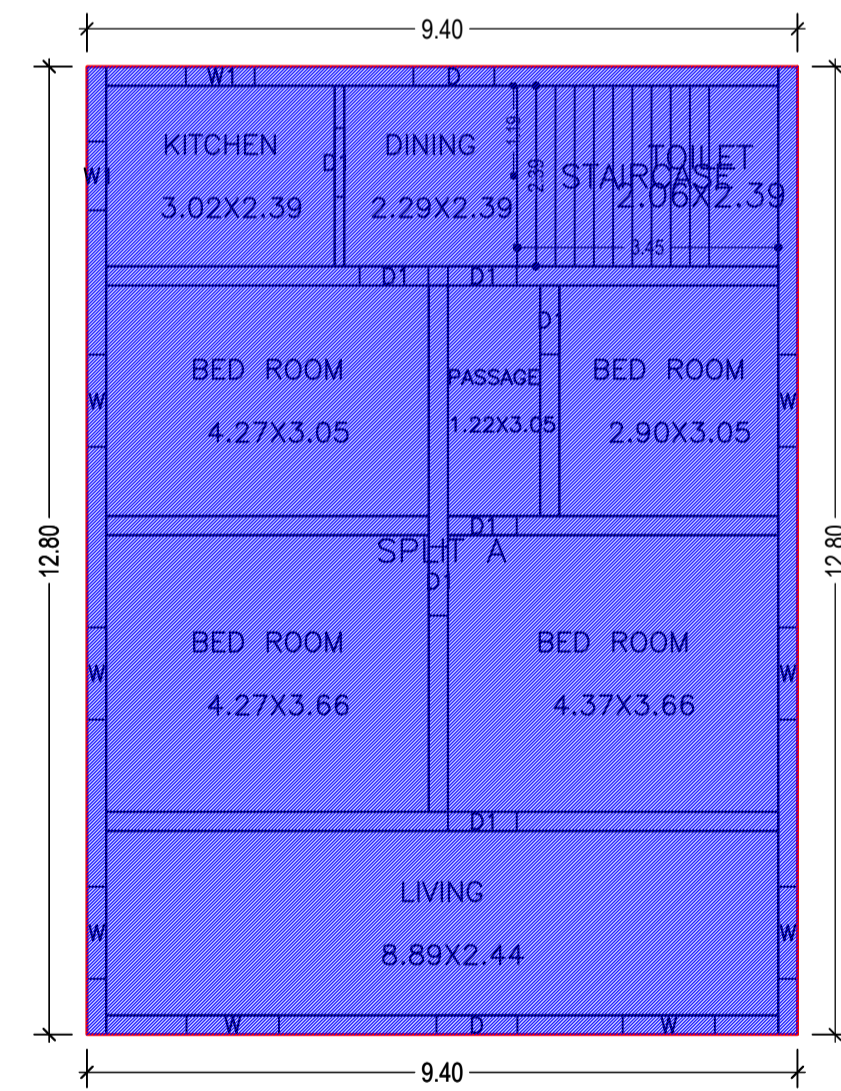 9.40
W1 D
KITCHEN
3.02X2.39
D1
DINING
2.29X2.39
1.19
2.39
STAIRCASE
TOILET
2.06X2.39
3.45
W1
D1 D1
BED ROOM
4.27X3.05
PASSAGE
1.22X3.05
D1
BED ROOM
2.90X3.05
W W
D1
12.80 12.80
SPLIT A
D1
BED ROOM
4.27X3.66
BED ROOM
4.37X3.66
W W
D1
LIVING
8.89X2.44
W W
W D W
9.40